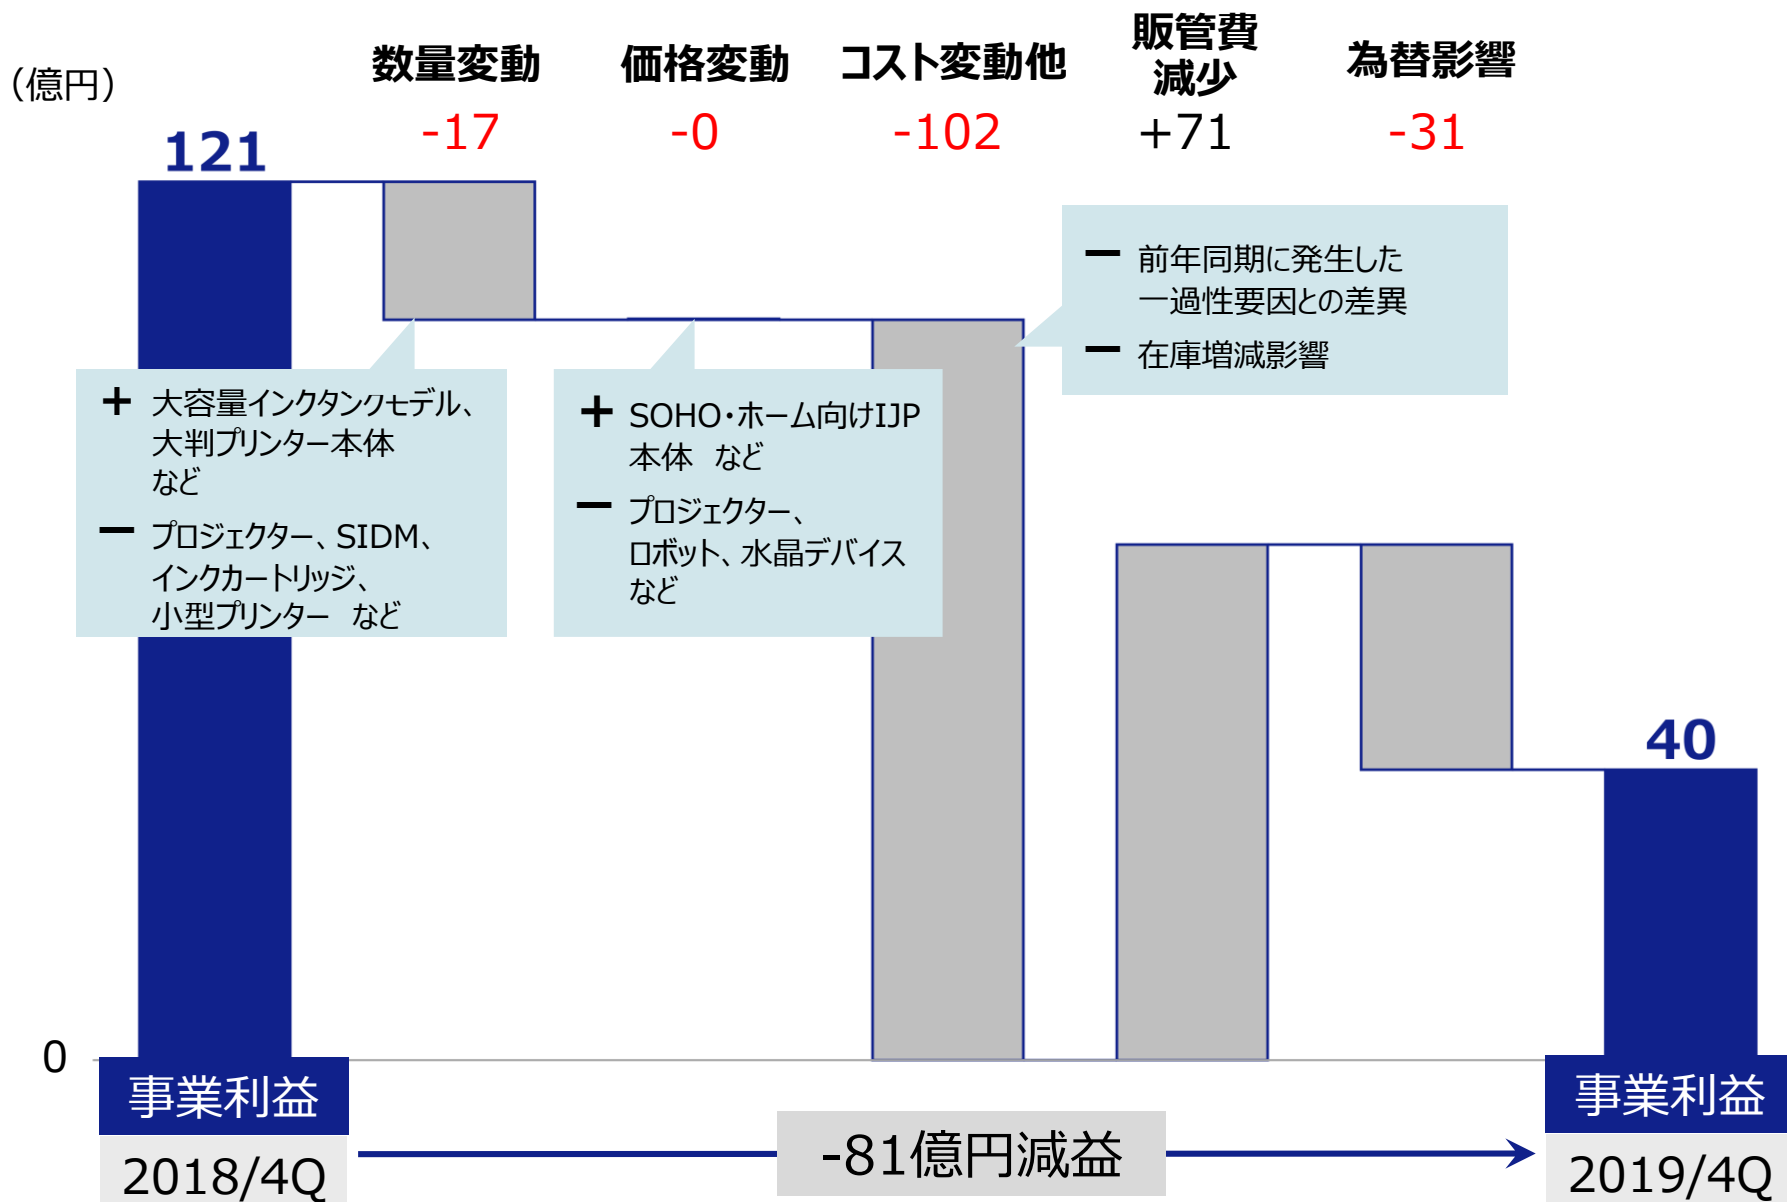 （億円）
数量変動
-17
価格変動
-0
コスト変動他
-102
販管費
減少
+71
為替影響
-31
121
＋ 大容量インクタンクモデル、
大判プリンター本体
など
ー プロジェクター、SIDM、
インクカートリッジ、
小型プリンター など
＋ SOHO・ホーム向けIJP
本体 など
ー プロジェクター、
ロボット、水晶デバイス
など
ー 前年同期に発生した
一過性要因との差異
ー 在庫増減影響
40
0
事業利益
2018/4Q
-81億円減益
事業利益
2019/4Q